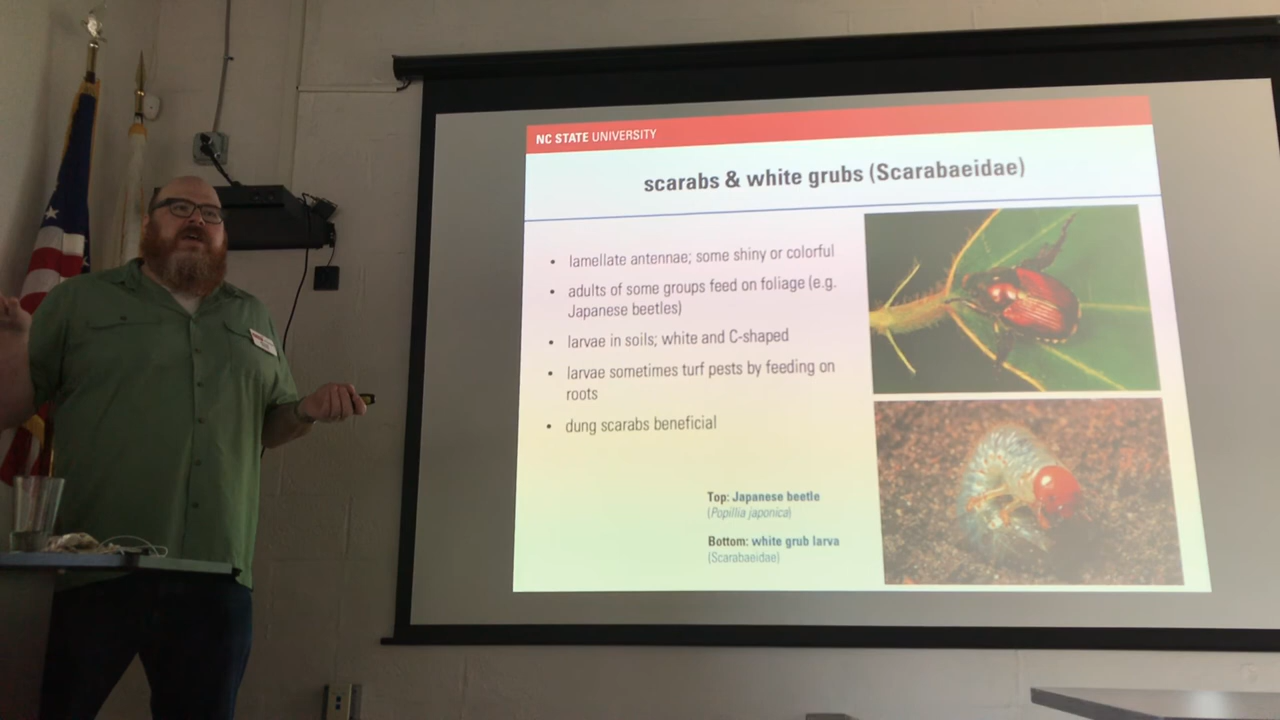 NC STATE UNIVERSITY
scarabs & white grubs (Scarabaeidae)
• lamellate antennae; some shiny or colorful
• adults of some groups feed on foliage (e.g.
Japanese beetles)
• larvae in soils; white and C-shaped
• larvae sometimes turf pests by feeding on
roots
• dung scarabs beneficial
Top: Japanese beetle
(Popillia japonica)
Bottom: white grub larva
(Scarabaeidae)